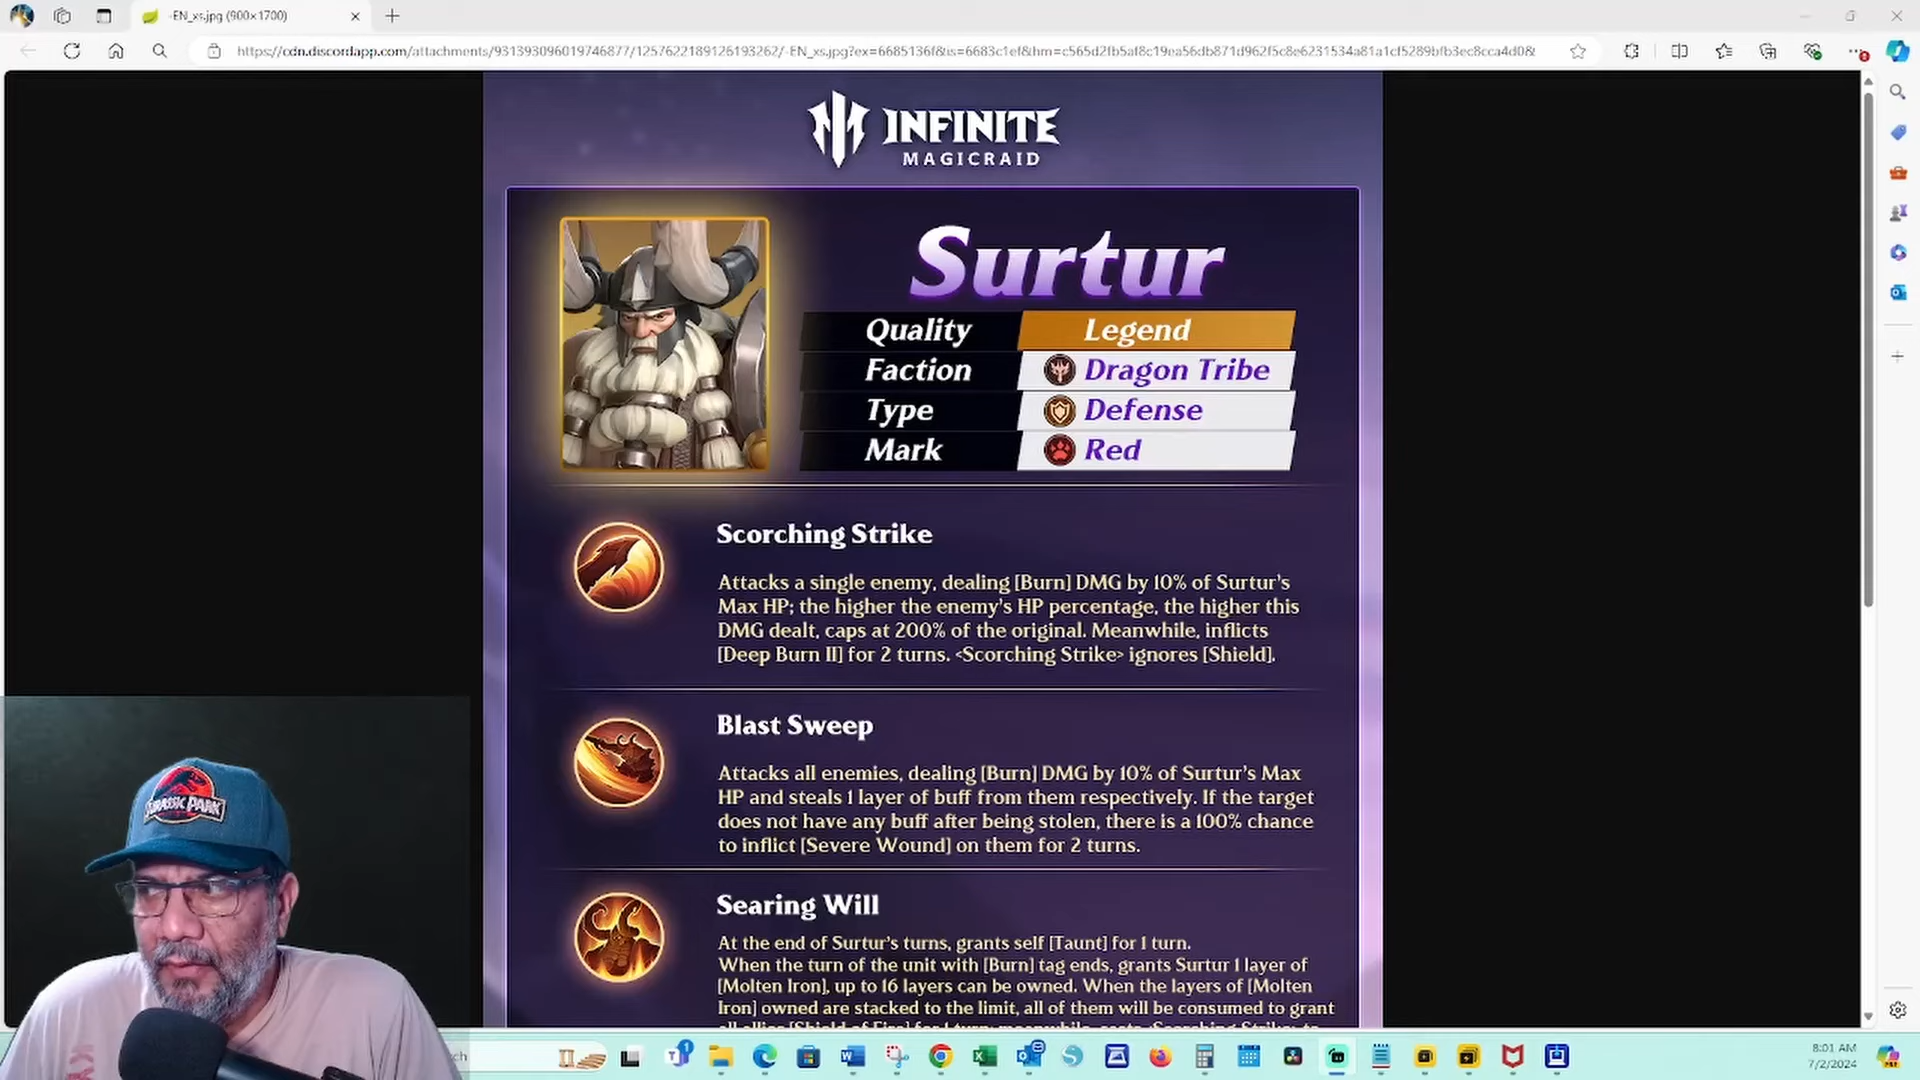 -EN_xs.jpg (900×1700)
INFINITE
MAGICRAID
Surtur
Quality Legend
Faction Dragon Tribe
Type Defense
Mark Red
Scorching Strike
Attacks a single enemy, dealing [Burn] DMG by 10% of Surtur's
Max HP; the higher the enemy's HP percentage, the higher this
DMG dealt, caps at 200% of the original. Meanwhile, inflicts
[Deep Burn II] for 2 turns. <Scorching Strike> ignores [Shield].
Blast Sweep
Attacks all enemies, dealing [Burn] DMG by 10% of Surtur's Max
HP and steals 1 layer of buff from them respectively. If the target
does not have any buff after being stolen, there is a 100% chance
to inflict [Severe Wound] on them for 2 turns.
Searing Will
At the end of Surtur's turns, grants self [Taunt] for 1 turn.
When the turn of the unit with [Burn] tag ends, grants Surtur 1 layer of
[Molten Iron], up to 16 layers can be owned. When the layers of [Molten
Iron] owned are stacked to the limit, all of them will be consumed to grant
JURASSIC PARK
8:01 AM
7/2/2024